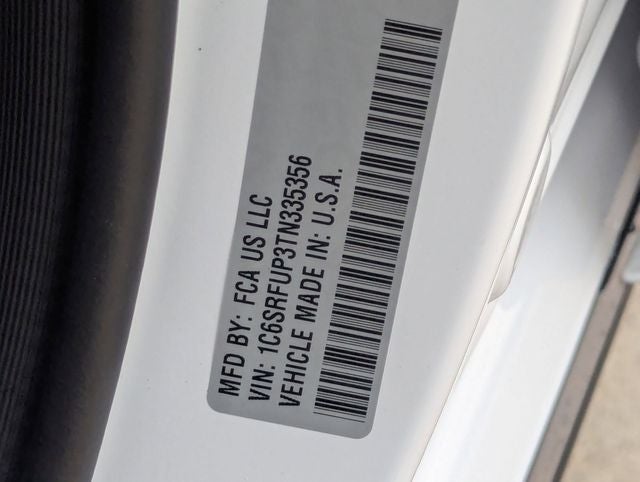 MFD BY: FCA US LLC
VIN: 1C6SRFUP3TN335356
VEHICLE MADE IN: U.S.A.